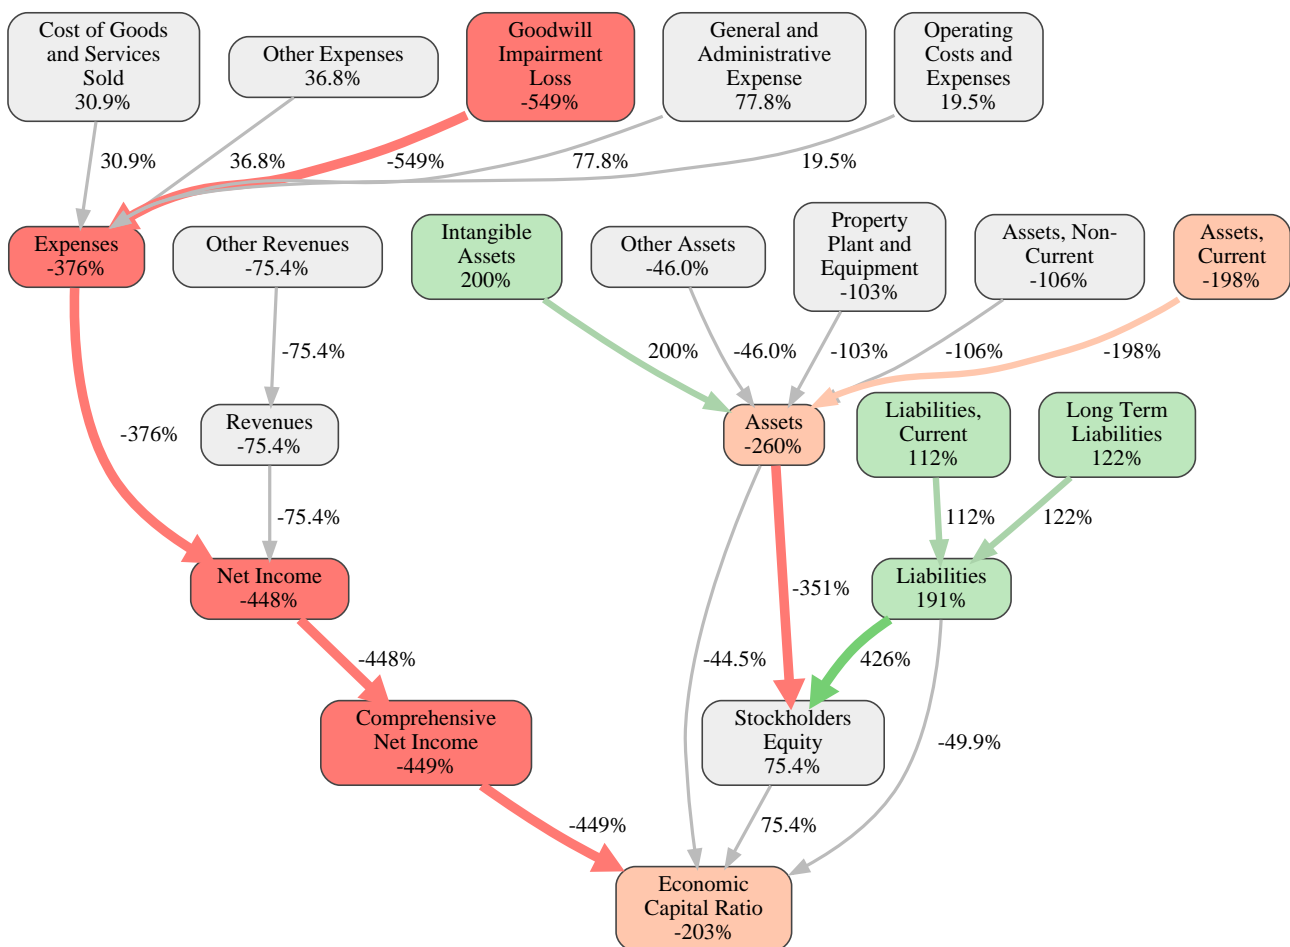 Cost of Goods
and Services
Sold
30.9%
Other Expenses
36.8%
Goodwill
Impairment
Loss
-549%
General and
Administrative
Expense
77.8%
Operating
Costs and
Expenses
19.5%
30.9%
36.8%
-549%
77.8%
19.5%
Expenses
-376%
Other Revenues
-75.4%
Intangible
Assets
200%
Other Assets
-46.0%
Property
Plant and
Equipment
-103%
Assets, Non-
Current
-106%
Assets,
Current
-198%
-75.4%
200%
-46.0%
-103%
-106%
-198%
-376%
Revenues
-75.4%
Assets
-260%
Liabilities,
Current
112%
Long Term
Liabilities
122%
-75.4%
112%
122%
Net Income
-448%
-351%
Liabilities
191%
-448%
-44.5%
426%
Comprehensive
Net Income
-449%
Stockholders
Equity
75.4%
-49.9%
-449%
75.4%
Economic
Capital Ratio
-203%